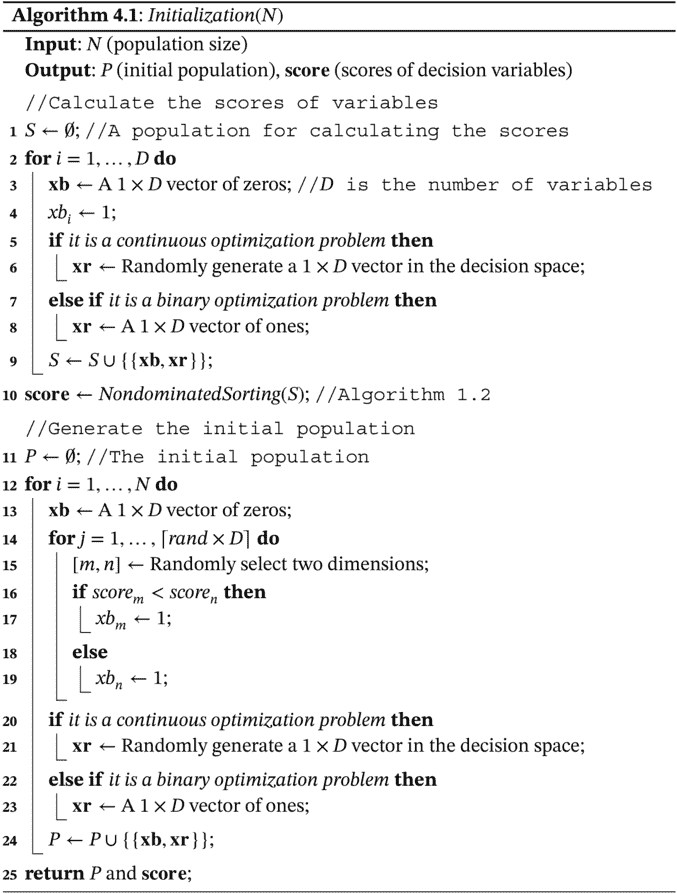 Algorithm 4.1: Initialization(N)
Input: N (population size)
Output: P (initial population), score (scores of decision variables)
//Calculate the scores of variables
1 S ← ∅; //A population for calculating the scores
2 for i = 1, … , D do
3 xb ← A 1 × D vector of zeros; //D is the number of variables
4 xbᵢ ← 1;
5 if it is a continuous optimization problem then
6 xr ← Randomly generate a 1 × D vector in the decision space;
7 else if it is a binary optimization problem then
8 xr ← A 1 × D vector of ones;
9 S ← S ∪ {{xb, xr}};
10 score ← NondominatedSorting(S); //Algorithm 1.2
//Generate the initial population
11 P ← ∅; //The initial population
12 for i = 1, … , N do
13 xb ← A 1 × D vector of zeros;
14 for j = 1, … , ⌈rand × D⌉ do
15 [m, n] ← Randomly select two dimensions;
16 if scoreₘ < scoreₙ then
17 xbₘ ← 1;
18 else
19 xbₙ ← 1;
20 if it is a continuous optimization problem then
21 xr ← Randomly generate a 1 × D vector in the decision space;
22 else if it is a binary optimization problem then
23 xr ← A 1 × D vector of ones;
24 P ← P ∪ {{xb, xr}};
25 return P and score;